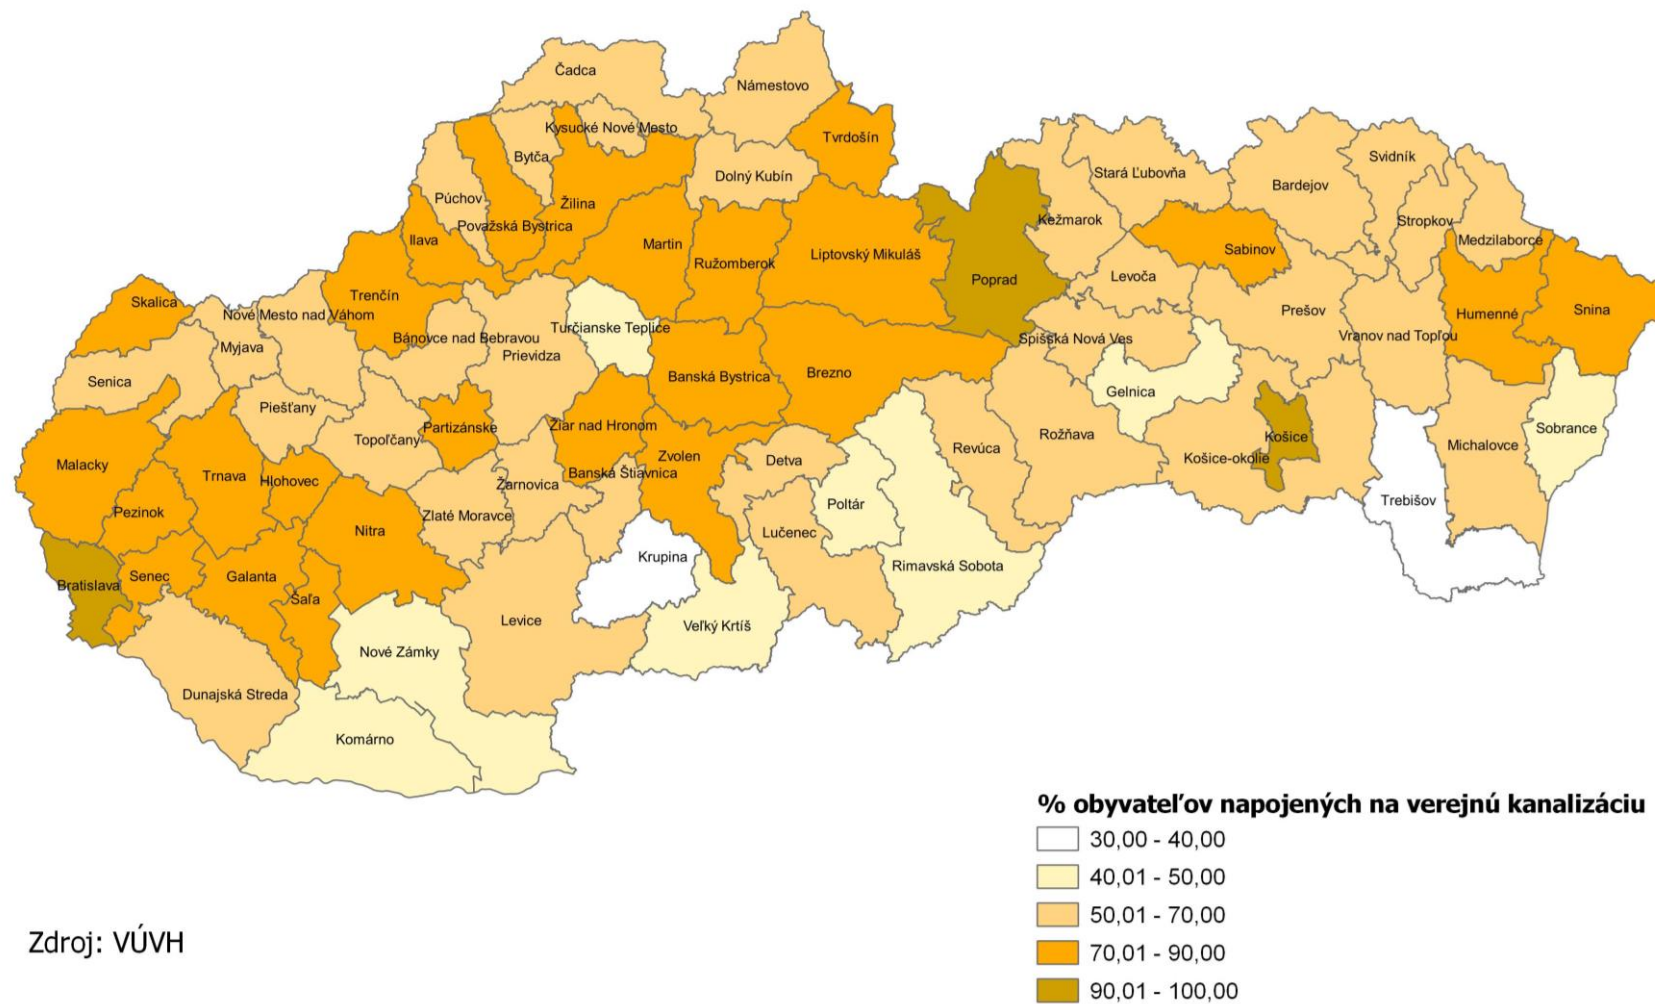 Čadca
Námestovo
Kysucké Nové Mesto
Tvrdošín
Bytča
Dolný Kubín
Stará Ľubovňa
Svidník
Bardejov
Púchov
Žilina
Kežmarok
Stropkov
Považská Bystrica
Ilava
Martin
Medzilaborce
Sabinov
Liptovský Mikuláš
Ružomberok
Levoča
Poprad
Trenčín
Skalica
Prešov
Snina
Nové Mesto nad Váhom
Humenné
Turčianske Teplice
Bánovce nad Bebravou
Spišská Nová Ves
Vranov nad Topľou
Myjava
Prievidza
Brezno
Banská Bystrica
Senica
Gelnica
Piešťany
Partizánske
Žiar nad Hronom
Sobrance
Topoľčany
Rožňava
Košice
Michalovce
Revúca
Zvolen
Košice-okolie
Detva
Malacky
Banská Štiavnica
Trnava
Hlohovec
Žarnovica
Trebišov
Poltár
Pezinok
Zlaté Moravce
Nitra
Lučenec
Krupina
Rimavská Sobota
Senec
Galanta
Bratislava
Šaľa
Levice
Veľký Krtíš
Nové Zámky
Dunajská Streda
Komárno
% obyvateľov napojených na verejnú kanalizáciu
30,00 - 40,00
40,01 - 50,00
50,01 - 70,00
70,01 - 90,00
90,01 - 100,00
Zdroj: VÚVH